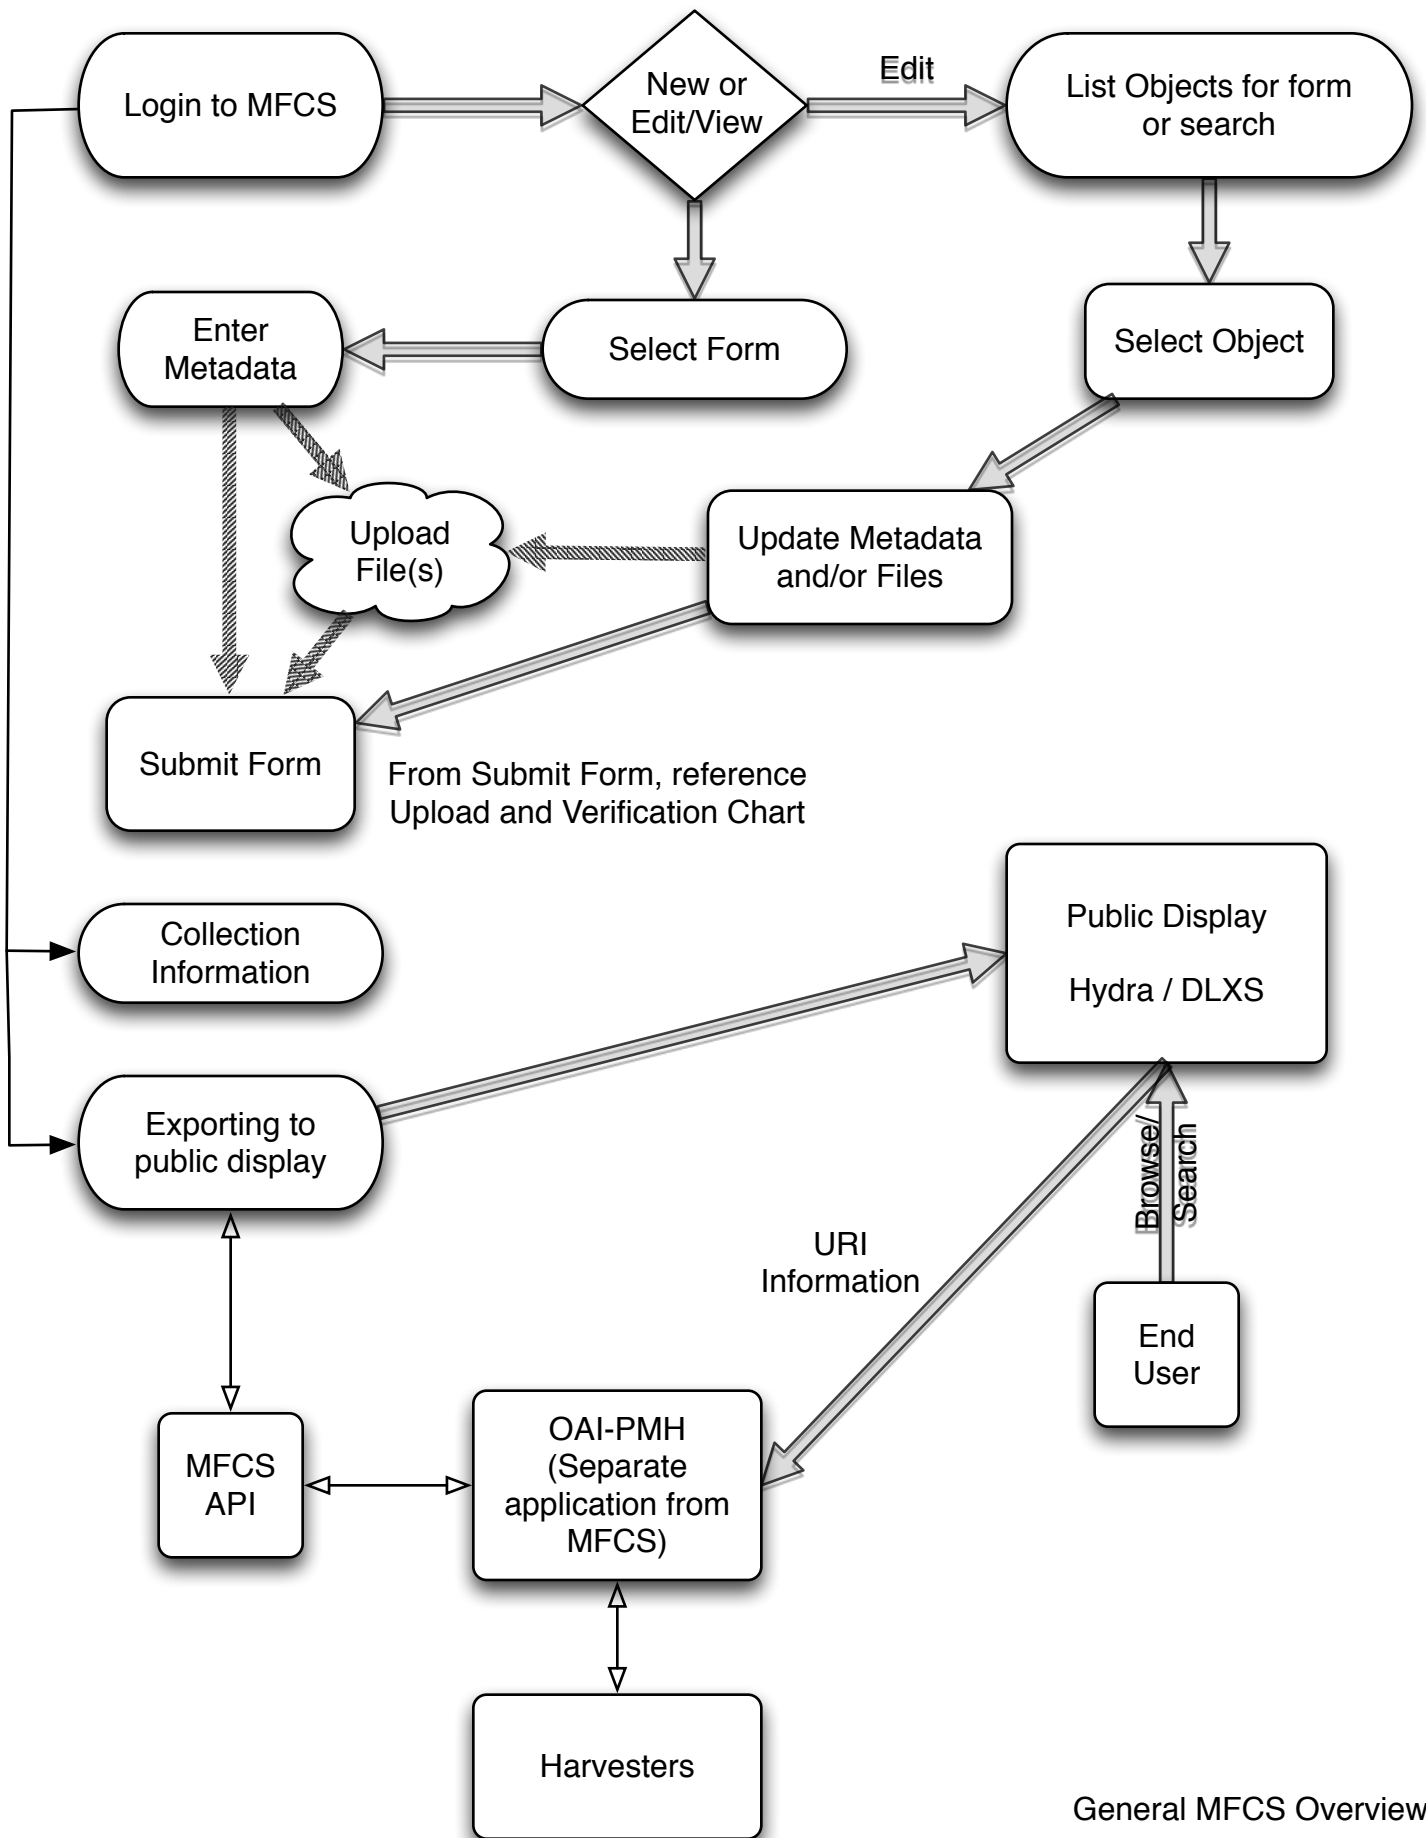 Login to MFCS
New or
Edit/View
Edit
List Objects for form
or search
Enter
Metadata
Select Form
Select Object
Upload
File(s)
Update Metadata
and/or Files
Submit Form
From Submit Form, reference
Upload and Verification Chart
Collection
Information
Public Display
Hydra / DLXS
Exporting to
public display
Browse/
Search
URI
Information
End
User
MFCS
API
OAI-PMH
(Separate
application from
MFCS)
Harvesters
General MFCS Overview